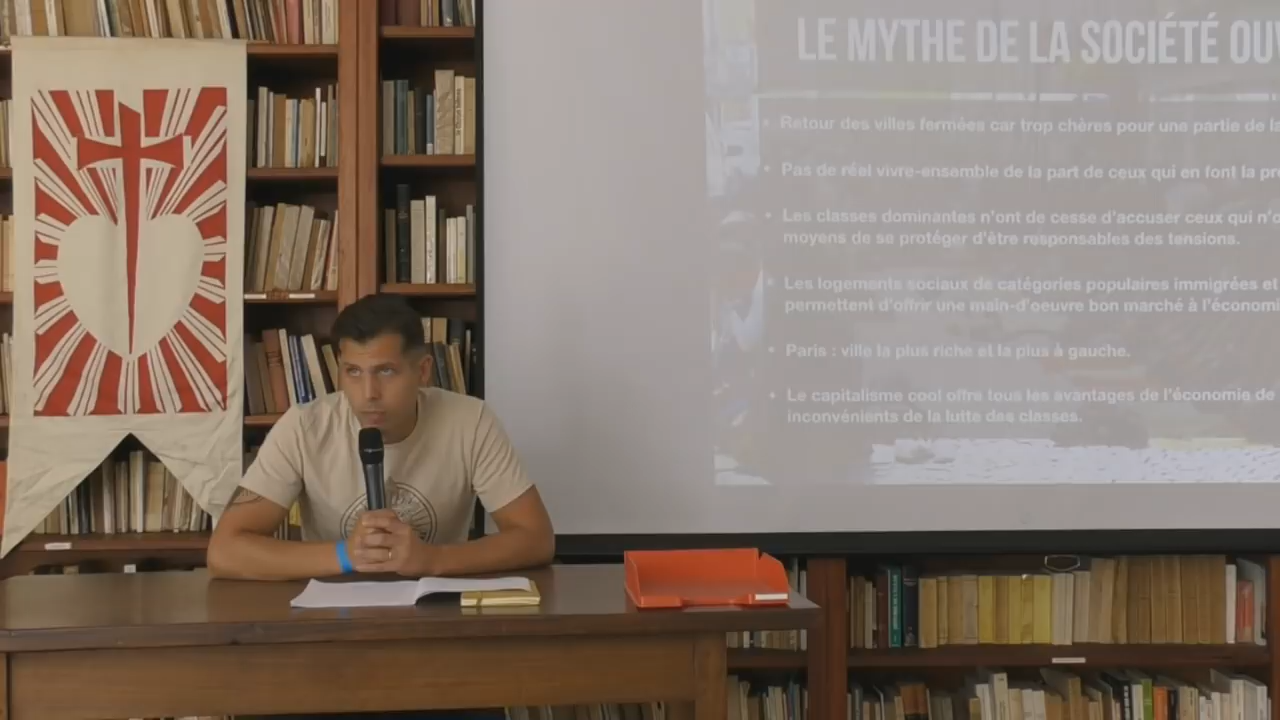 LE MYTHE DE LA SOCIÉTÉ
• Retour des villes fermées car trop chères pour une partie de
• Pas de réel vivre-ensemble de la part de ceux qui en font la
• Les classes dominantes n'ont de cesse d'accuser ceux qui
moyens de se protéger d'être responsables des tensions.
• Les logements sociaux de catégories populaires immigrées et
permettent d'offrir une main-d'oeuvre bon marché à
• Paris : ville la plus riche et la plus à gauche.
• Le capitalisme cool offre tous les avantages de l'économie de
inconvénients de la lutte des classes.